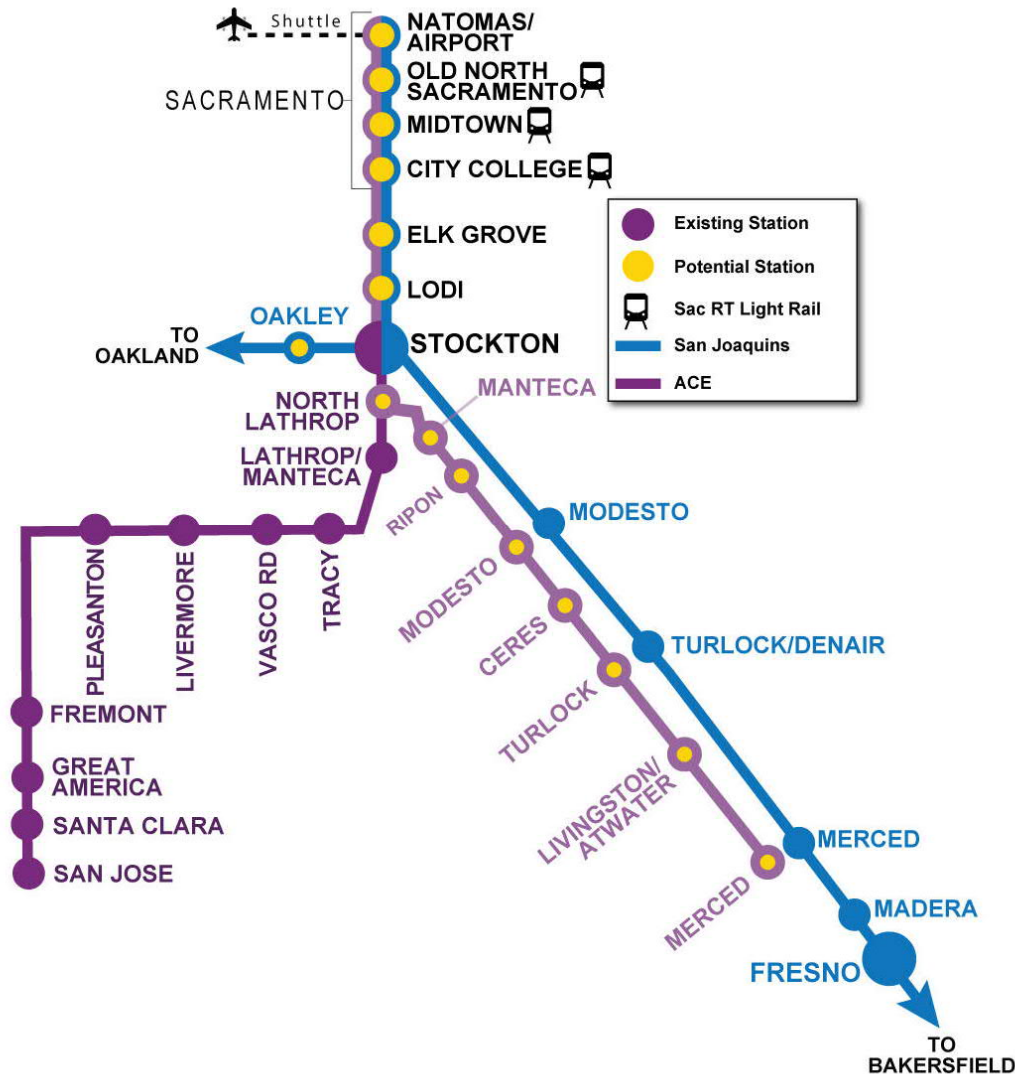 Shuttle
NATOMAS/
AIRPORT
OLD NORTH
SACRAMENTO
SACRAMENTO
MIDTOWN
CITY COLLEGE
ELK GROVE
LODI
Existing Station
Potential Station
Sac RT Light Rail
San Joaquins
ACE
OAKLEY
TO
OAKLAND
STOCKTON
MANTECA
NORTH
LATHROP
LATHROP/
MANTECA
RIPON
MODESTO
MODESTO
PLEASANTON
LIVERMORE
VASCO RD
TRACY
CERES
TURLOCK/DENAIR
TURLOCK
FREMONT
GREAT
AMERICA
SANTA CLARA
SAN JOSE
LIVINGSTON/
ATWATER
MERCED
MERCED
MADERA
FRESNO
TO
BAKERSFIELD